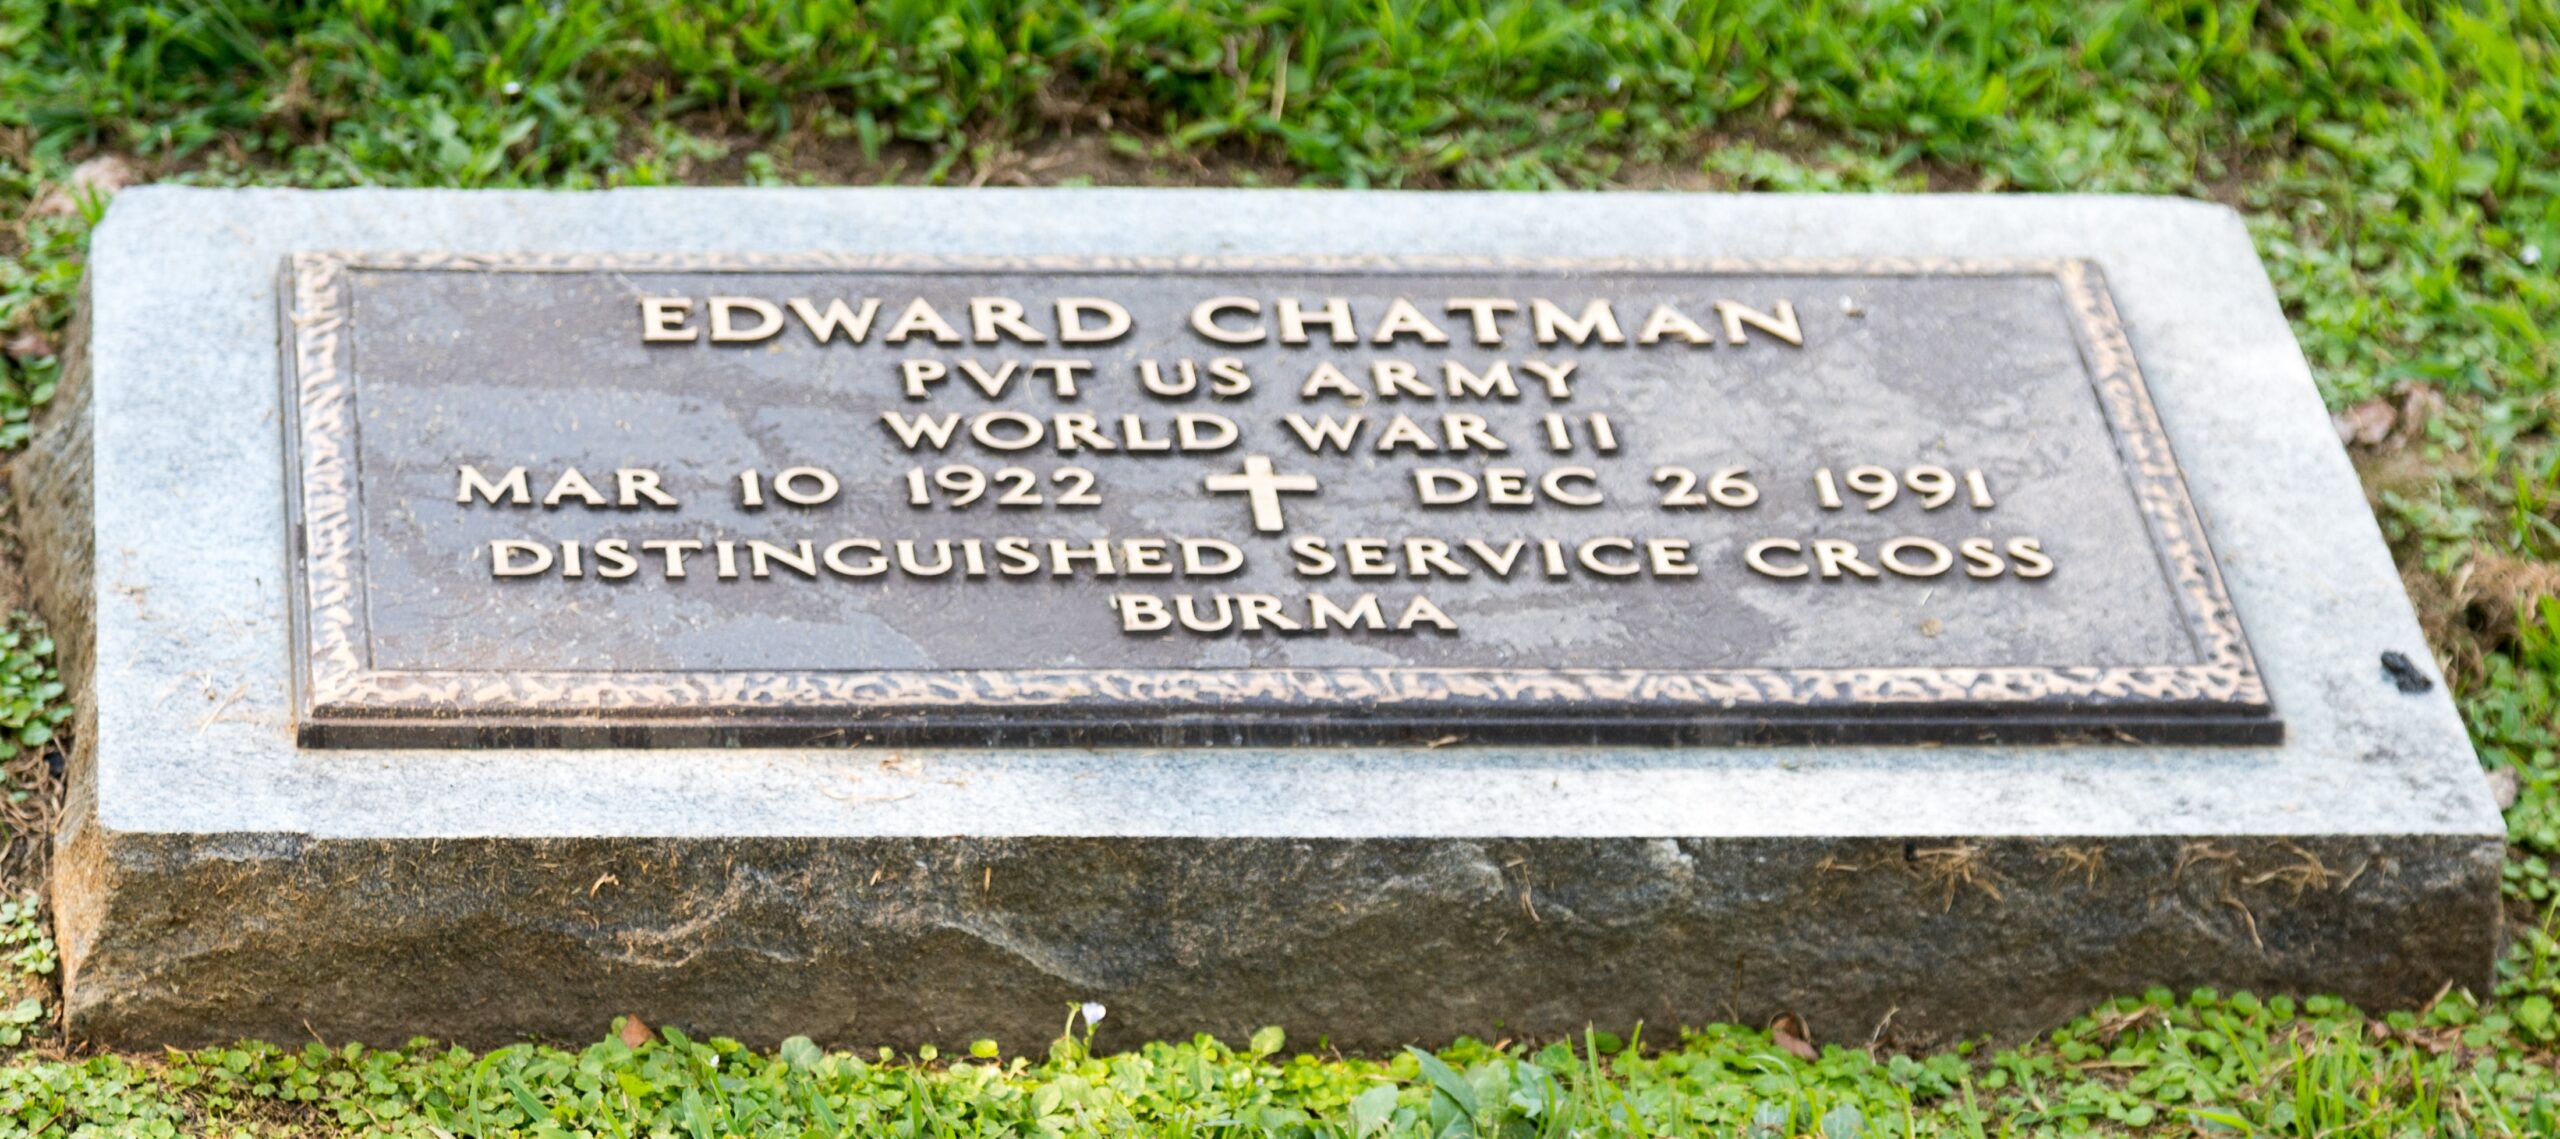 EDWARD CHATMAN
PVT US ARMY
WORLD WAR II
MAR 10 1922 DEC 26 1991
DISTINGUISHED SERVICE CROSS
'BURMA